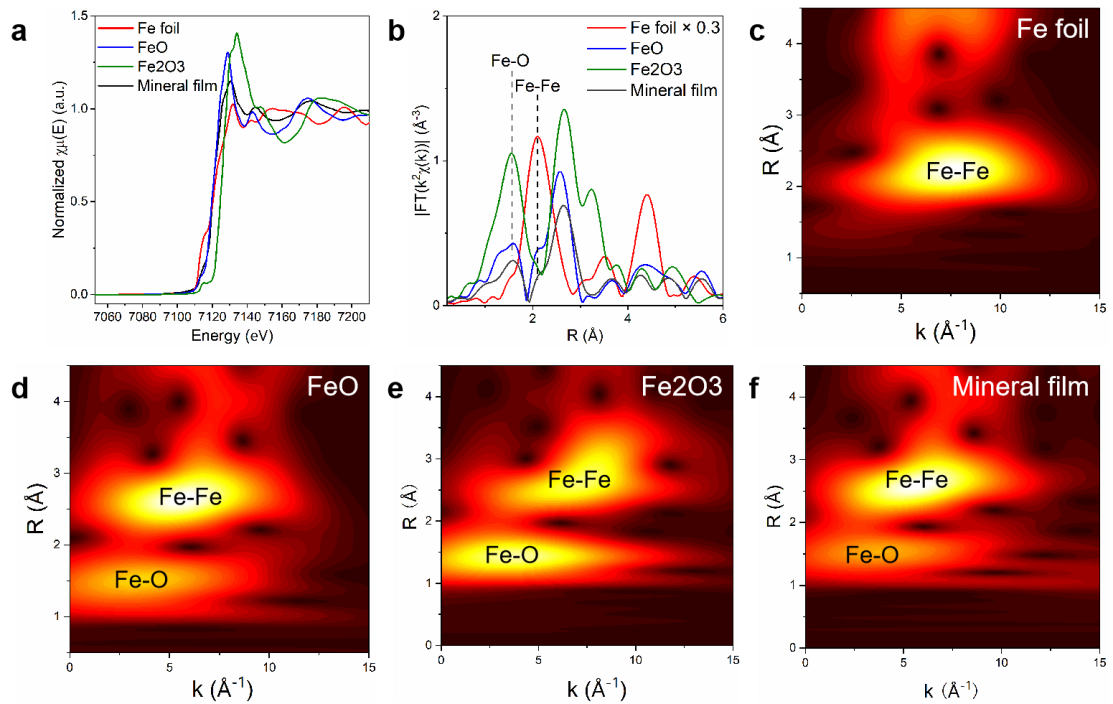 a
Normalized χμ(E) (a.u.)
1.5
1.0
0.5
0.0
Fe foil
FeO
Fe2O3
Mineral film
7060 7080 7100 7120 7140 7160 7180 7200
Energy (eV)
b
|FT(k²χ(k))| (Å⁻³)
2
1
0
Fe foil × 0.3
FeO
Fe2O3
Mineral film
Fe-O
Fe-Fe
2 4 6
R (Å)
c
Fe foil
R (Å)
4
3
2
1
Fe-Fe
0 5 10 15
k (Å⁻¹)
d
FeO
R (Å)
4
3
2
1
Fe-Fe
Fe-O
0 5 10 15
k (Å⁻¹)
e
Fe2O3
R (Å)
4
3
2
1
0
Fe-Fe
Fe-O
0 5 10 15
k (Å⁻¹)
f
Mineral film
R (Å)
4
3
2
1
0
Fe-Fe
Fe-O
0 5 10 15
k (Å⁻¹)